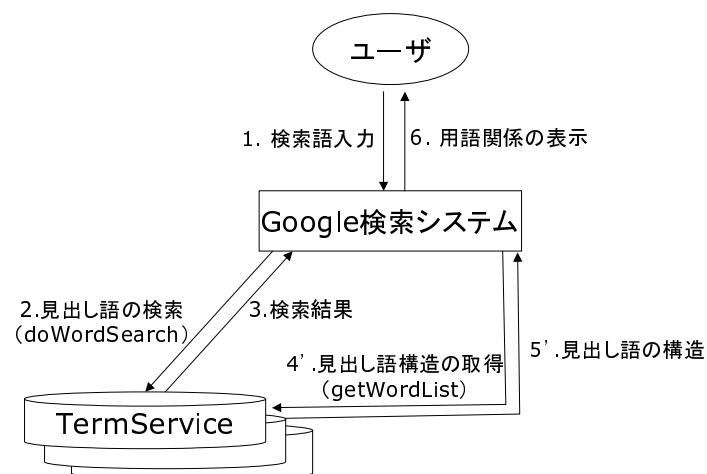 ユーザ
1. 検索語入力
6. 用語関係の表示
Google検索システム
2.見出し語の検索
(doWordSearch)
3.検索結果
4'.見出し語構造の取得
(getWordList)
5'.見出し語の構造
TermService